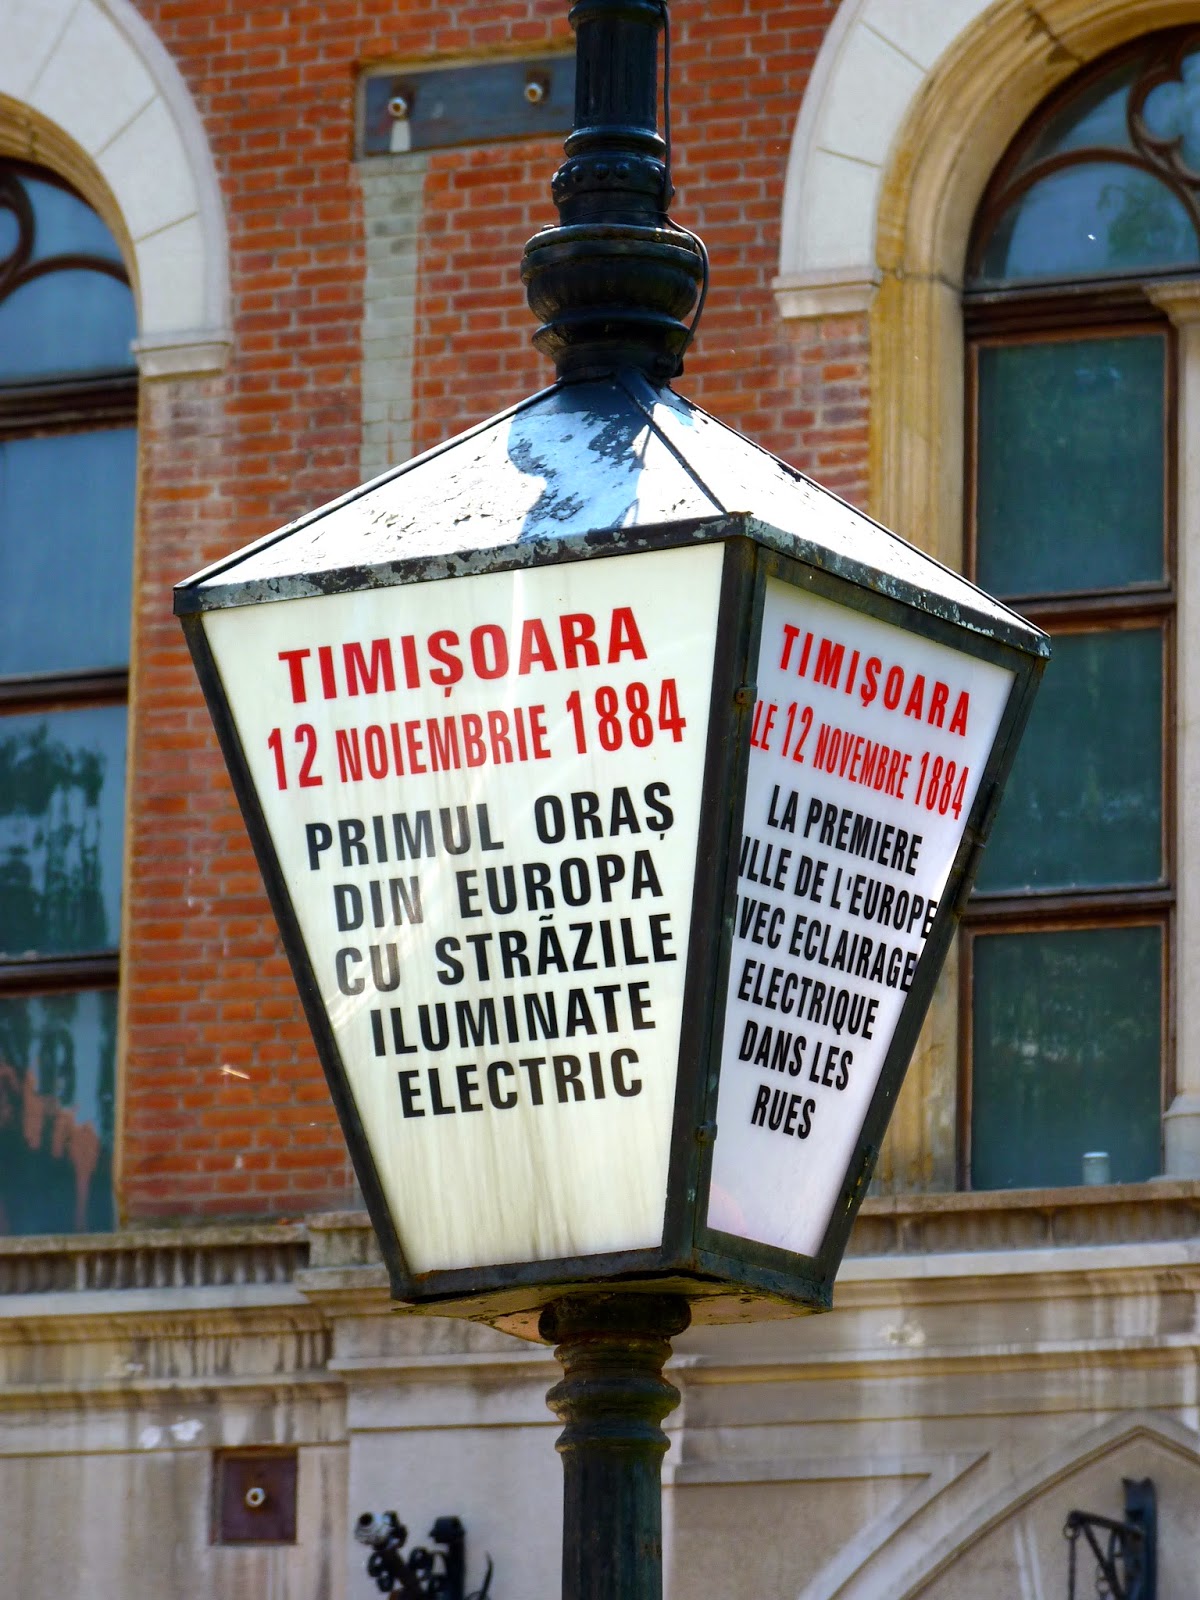 TIMIȘOARA
12 NOIEMBRIE 1884
PRIMUL ORAȘ
DIN EUROPA
CU STRÃZILE
ILUMINATE
ELECTRIC
TIMIȘOARA
LE 12 NOVEMBRE 1884
LA PREMIERE
ILLE DE L'EUROPE
VEC ECLAIRAGE
ELECTRIQUE
DANS LES
RUES